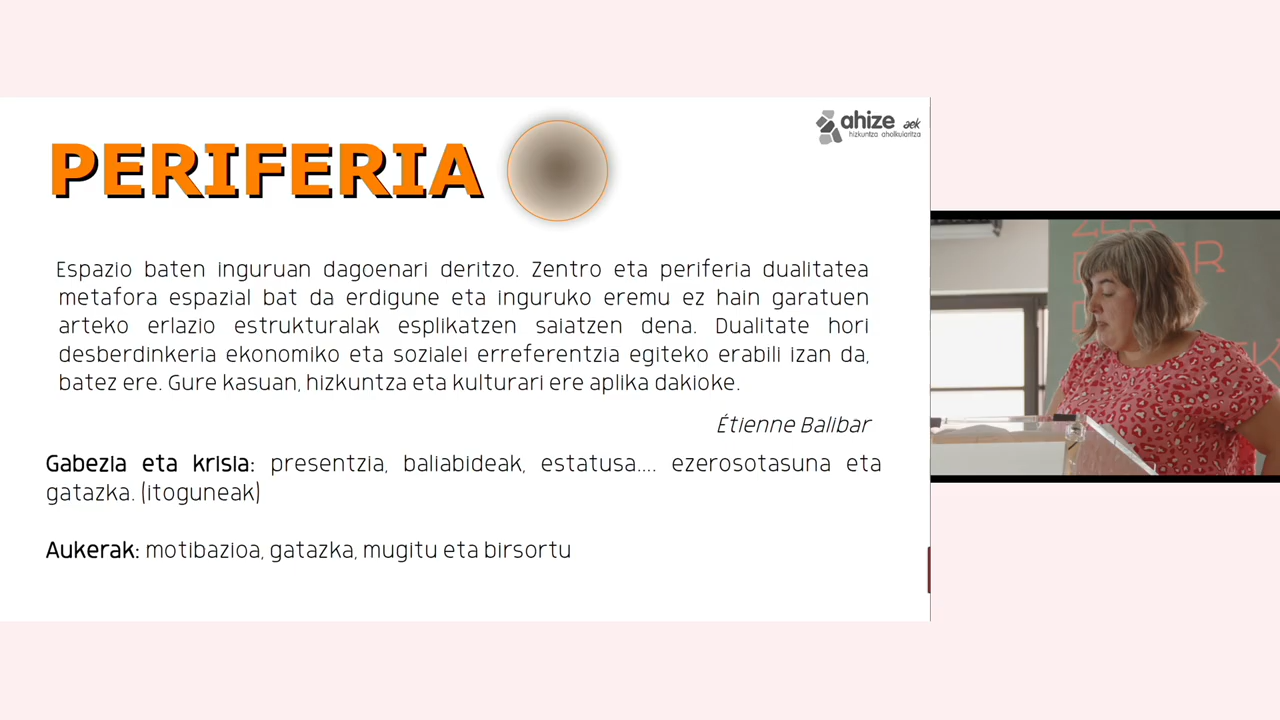 PERIFERIA
ahize aek
hizkuntza aholkularitza
Espazio baten inguruan dagoenari deritzo. Zentro eta periferia dualitatea
metafora espazial bat da erdigune eta inguruko eremu ez hain garatuen
arteko erlazio estrukturalak esplikatzen saiatzen dena. Dualitate hori
desberdinkeria ekonomiko eta sozialei erreferentzia egiteko erabili izan da,
batez ere. Gure kasuan, hizkuntza eta kulturari ere aplika dakioke.
Étienne Balibar
Gabezia eta krisia: presentzia, baliabideak, estatusa.... ezerosotasuna eta
gatazka. (itoguneak)
Aukerak: motibazioa, gatazka, mugitu eta birsortu